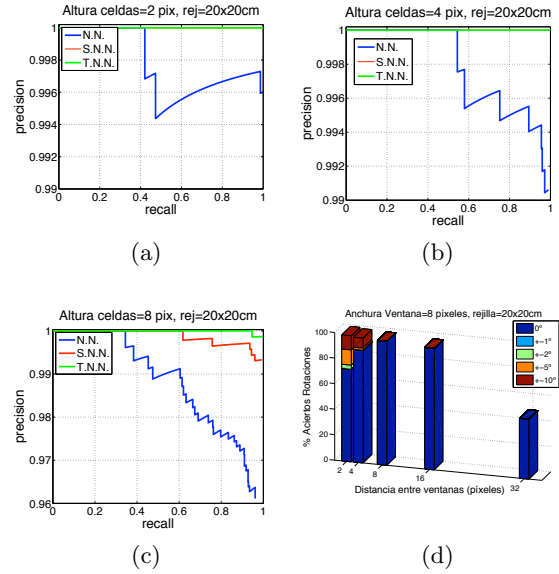 Altura celdas=2 pix, rej=20x20cm
1
0.998
0.996
0.994
0.992
0.99
precision
N.N.
S.N.N.
T.N.N.
0 0.2 0.4 0.6 0.8 1
recall
(a)
Altura celdas=4 pix, rej=20x20cm
1
0.998
0.996
0.994
0.992
0.99
precision
N.N.
S.N.N.
T.N.N.
0 0.2 0.4 0.6 0.8 1
recall
(b)
Altura celdas=8 pix, rej=20x20cm
1
0.99
0.98
0.97
0.96
precision
N.N.
S.N.N.
T.N.N.
0 0.2 0.4 0.6 0.8 1
recall
(c)
Anchura Ventana=8 píxeles, rejilla=20x20cm
100
80
60
40
20
0
% Aciertos Rotaciones
0º
+-1º
+-2º
+-5º
+-10º
2 4 8 16 32
Distancia entre ventanas (píxeles)
(d)